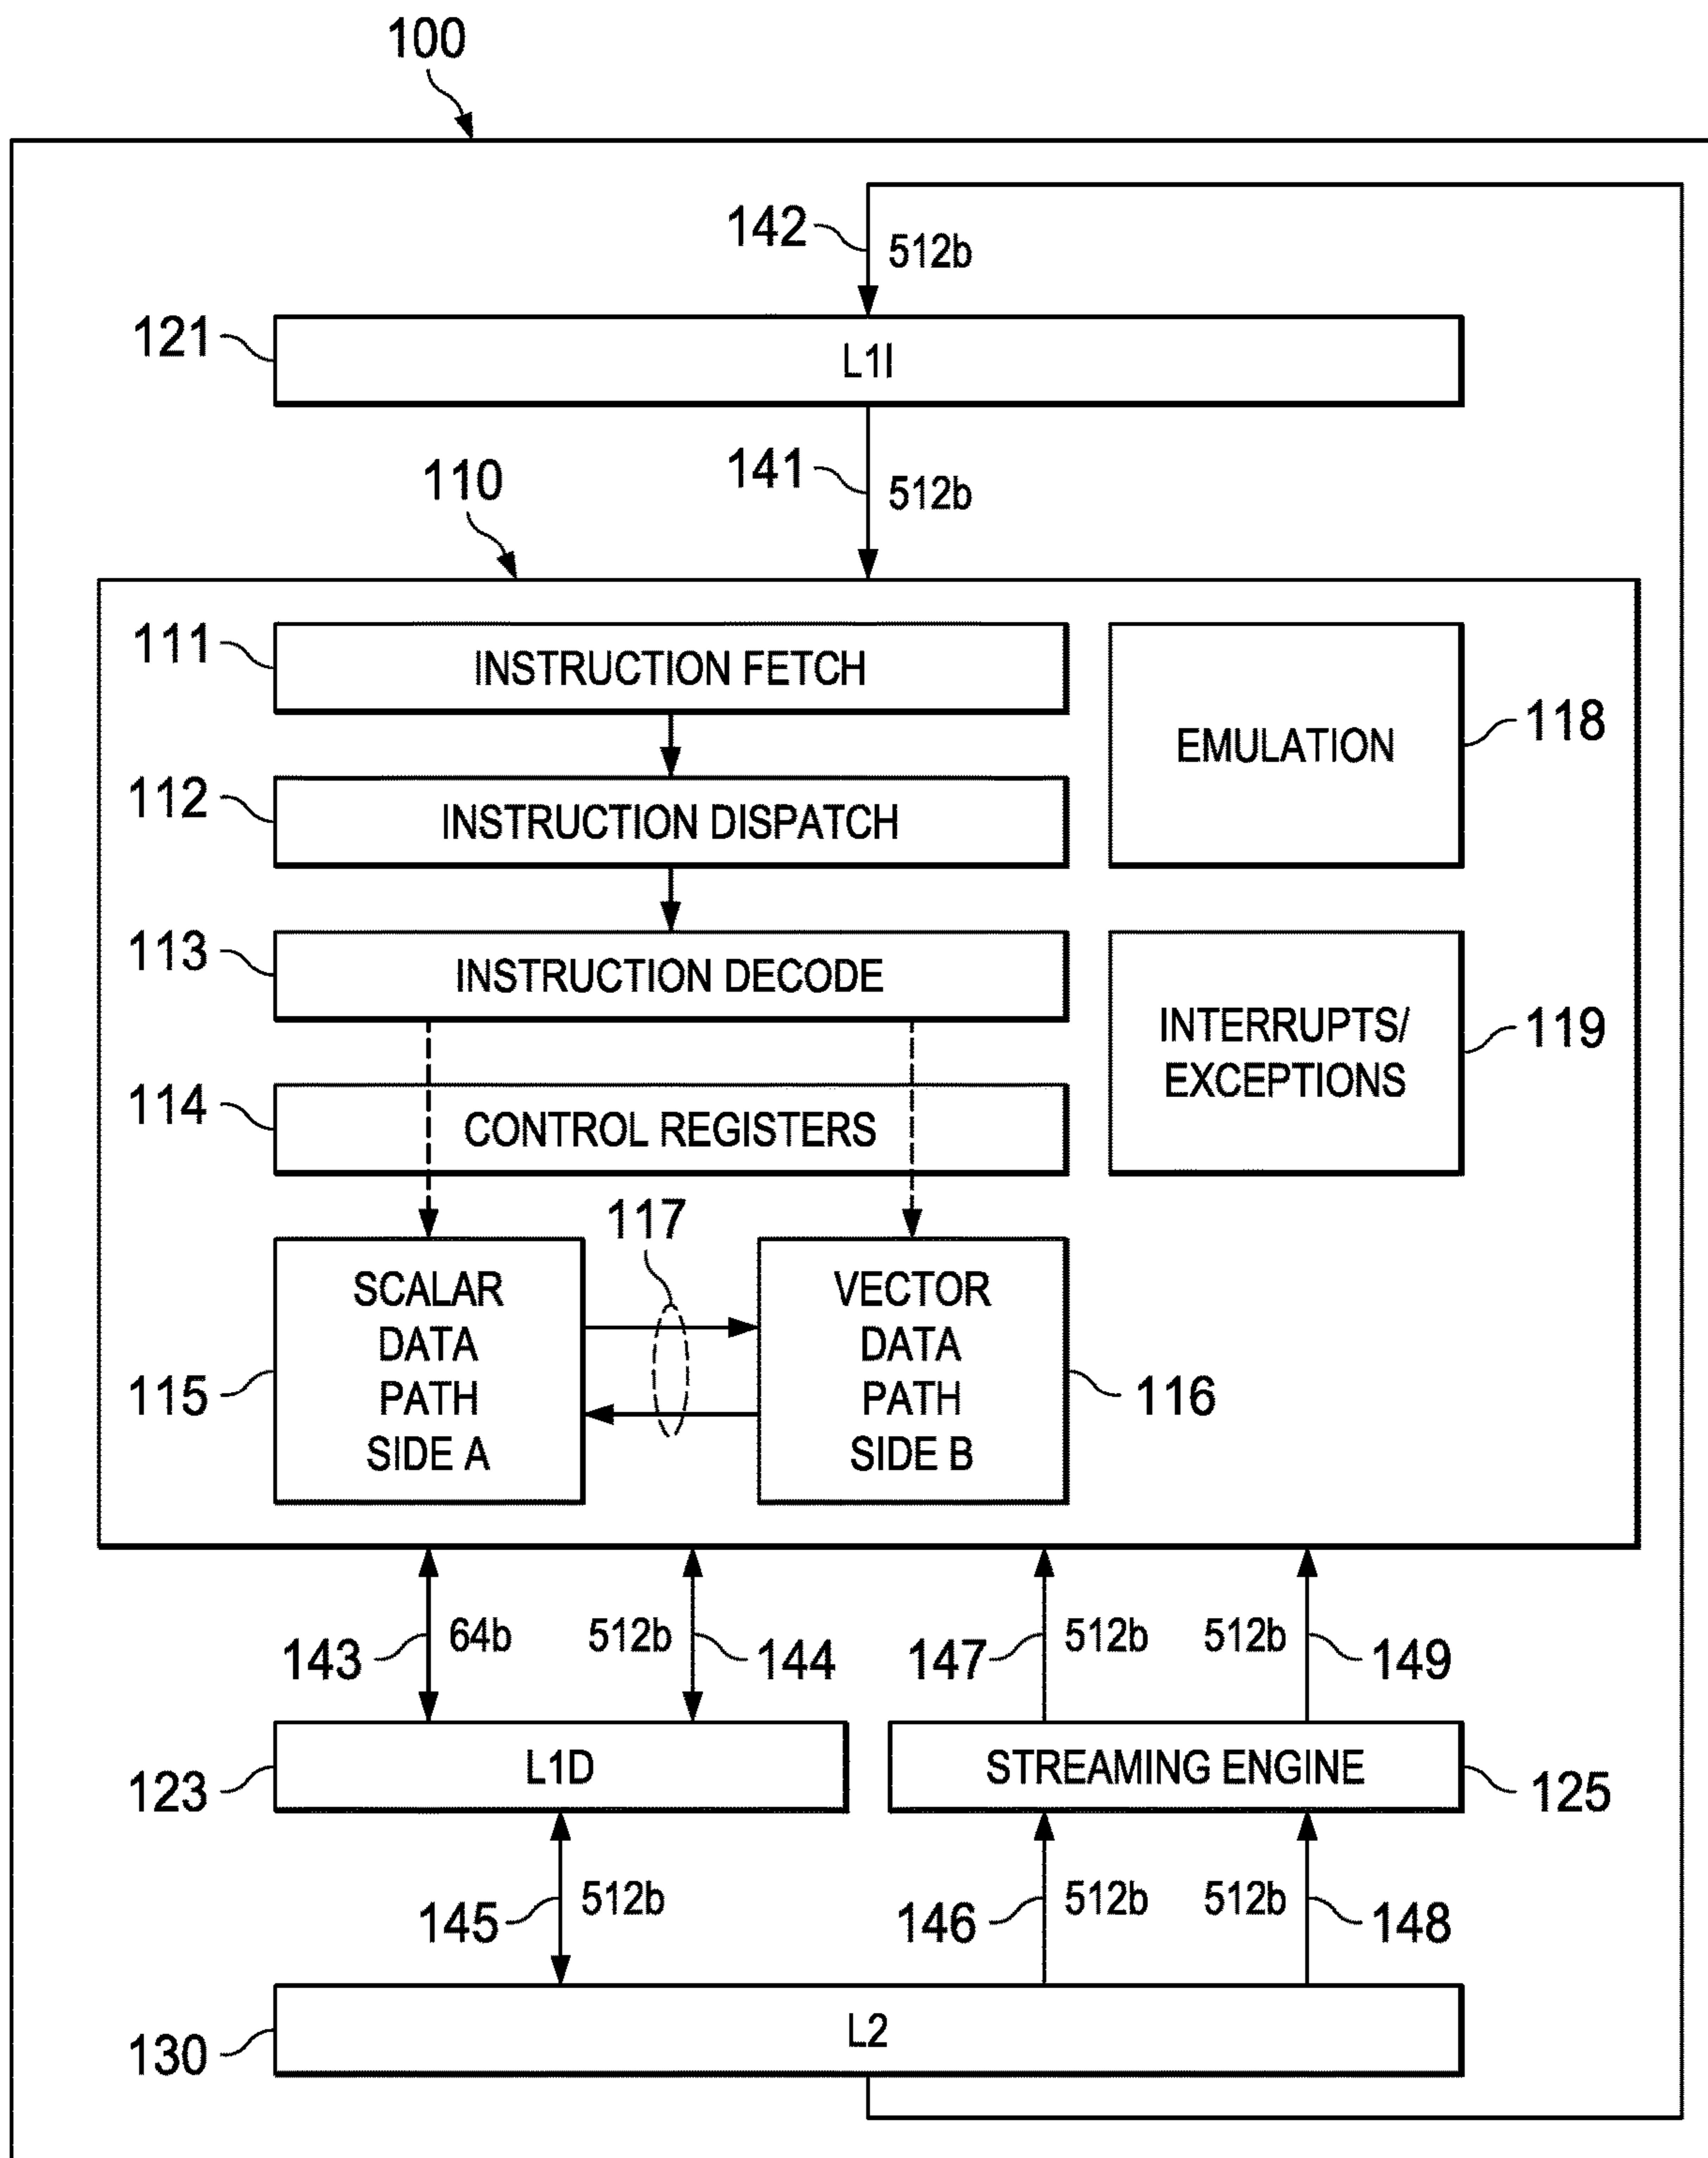 100
142
512b
121
L1I
141
512b
110
111
INSTRUCTION FETCH
118
EMULATION
112
INSTRUCTION DISPATCH
113
INSTRUCTION DECODE
119
INTERRUPTS/
EXCEPTIONS
114
CONTROL REGISTERS
117
115
SCALAR
DATA
PATH
SIDE A
VECTOR
DATA
PATH
SIDE B
116
143
64b
512b
144
147
512b
512b
149
123
L1D
STREAMING ENGINE
125
145
512b
146
512b
512b
148
130
L2